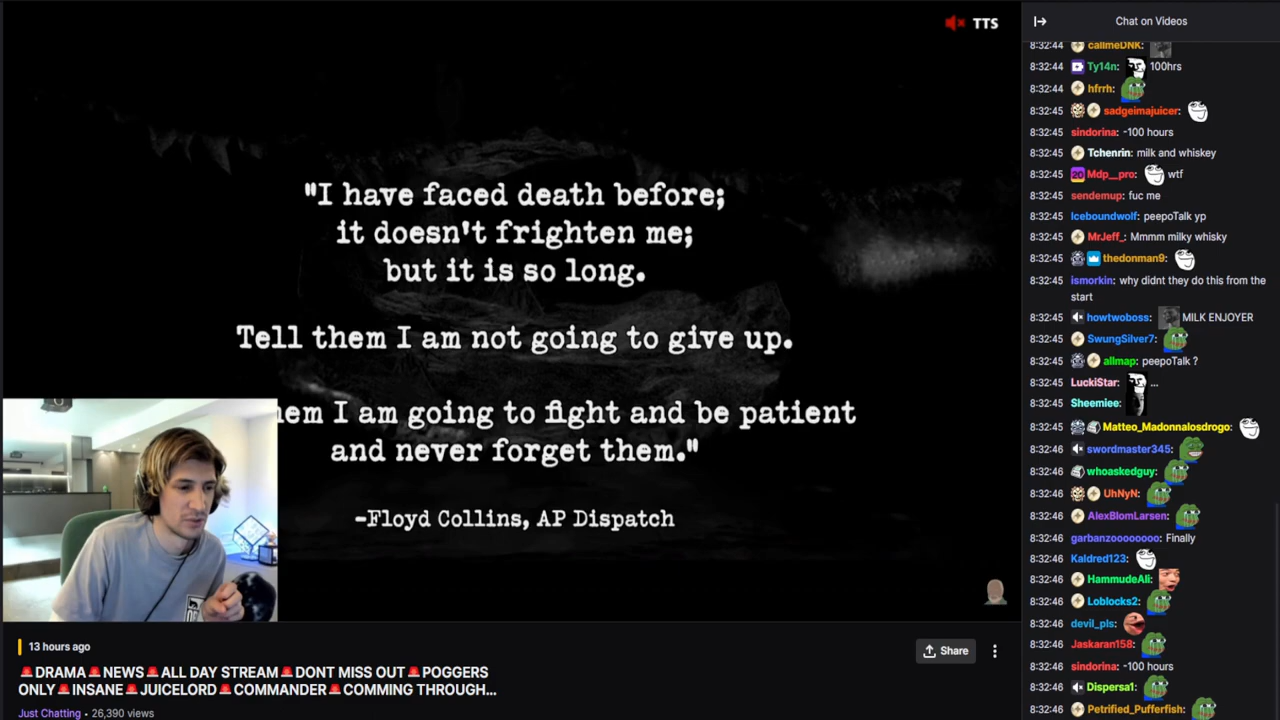 TTS
"I have faced death before;
it doesn't frighten me;
but it is so long.
Tell them I am not going to give up.
I am going to fight and be patient
and never forget them."
-Floyd Collins, AP Dispatch
13 hours ago
Share
🚨DRAMA🚨NEWS🚨ALL DAY STREAM🚨DONT MISS OUT🚨POGGERS
ONLY🚨INSANE🚨JUICELORD🚨COMMANDER🚨COMMING THROUGH...
Just Chatting • 26,390 views
Chat on Videos
8:32:44 callmeDNK:
8:32:44 Ty14n: 100hrs
8:32:44 hfrrh:
8:32:45 sadgeimajuicer:
8:32:45 sindorina: -100 hours
8:32:45 Tchenrin: milk and whiskey
8:32:45 Mdp__pro: wtf
8:32:45 sendemup: fuc me
8:32:45 Iceboundwolf: peepoTalk yp
8:32:45 MrJeff_: Mmmm milky whisky
8:32:45 thedonman9:
8:32:45 ismorkin: why didnt they do this from the
start
8:32:45 howtwoboss: MILK ENJOYER
8:32:45 SwungSilver7:
8:32:45 allmap: peepoTalk ?
8:32:45 LuckiStar: ...
8:32:45 Sheemiee:
8:32:45 Matteo_Madonnalosdrogo:
8:32:46 swordmaster345:
8:32:46 whoaskedguy:
8:32:46 UhNyN:
8:32:46 AlexBlomLarsen:
8:32:46 garbanzoooooooo: Finally
8:32:46 Kaldred123:
8:32:46 HammudeAli:
8:32:46 Loblocks2:
8:32:46 devil_pls:
8:32:46 Jaskaran158:
8:32:46 sindorina: -100 hours
8:32:46 Dispersa1:
8:32:46 Petrified_Pufferfish: